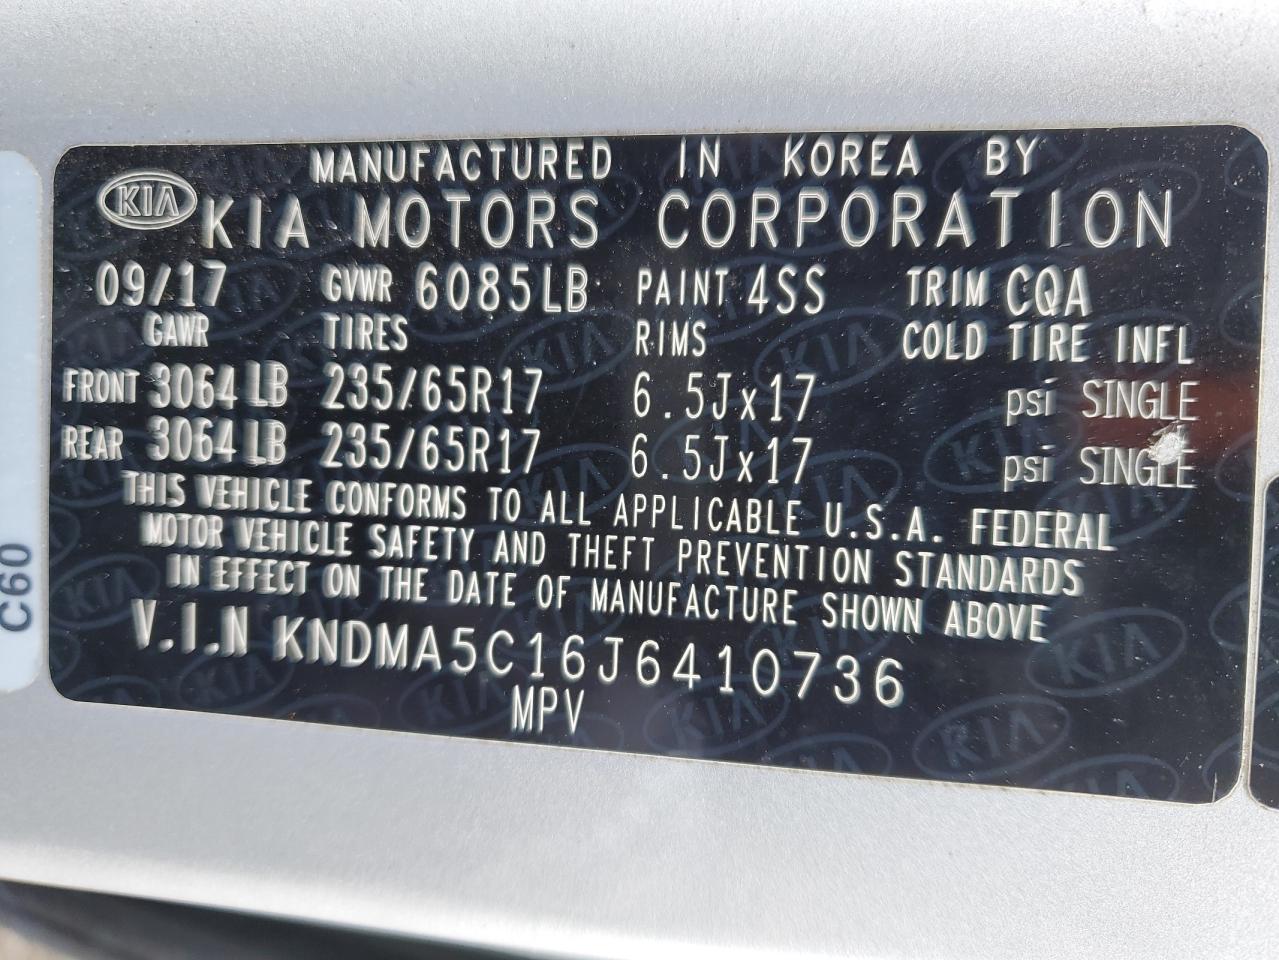 MANUFACTURED IN KOREA BY
KIA KIA MOTORS CORPORATION
09/17 GVWR 6085LB PAINT 4SS TRIM CQA
GAWR TIRES RIMS COLD TIRE INFL
FRONT 3064 LB 235/65R17 6.5Jx17 psi SINGLE
REAR 3064 LB 235/65R17 6.5Jx17 psi SINGLE
THIS VEHICLE CONFORMS TO ALL APPLICABLE U.S.A. FEDERAL
MOTOR VEHICLE SAFETY AND THEFT PREVENTION STANDARDS
IN EFFECT ON THE DATE OF MANUFACTURE SHOWN ABOVE
V.I.N KNDMA5C16J6410736
MPV
C60